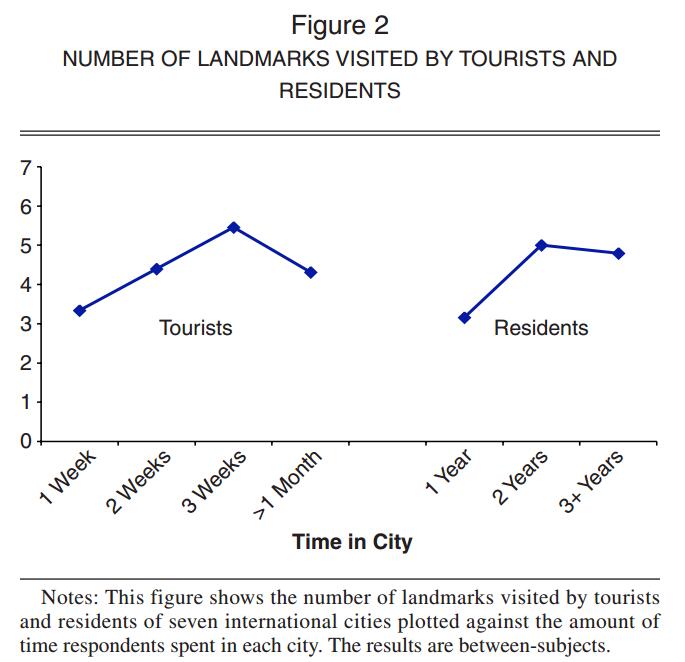 Figure 2
NUMBER OF LANDMARKS VISITED BY TOURISTS AND
RESIDENTS
7
6
5
4
3
2
1
0
Tourists
Residents
1 Week
2 Weeks
3 Weeks
>1 Month
1 Year
2 Years
3+ Years
Time in City
Notes: This figure shows the number of landmarks visited by tourists
and residents of seven international cities plotted against the amount of
time respondents spent in each city. The results are between-subjects.